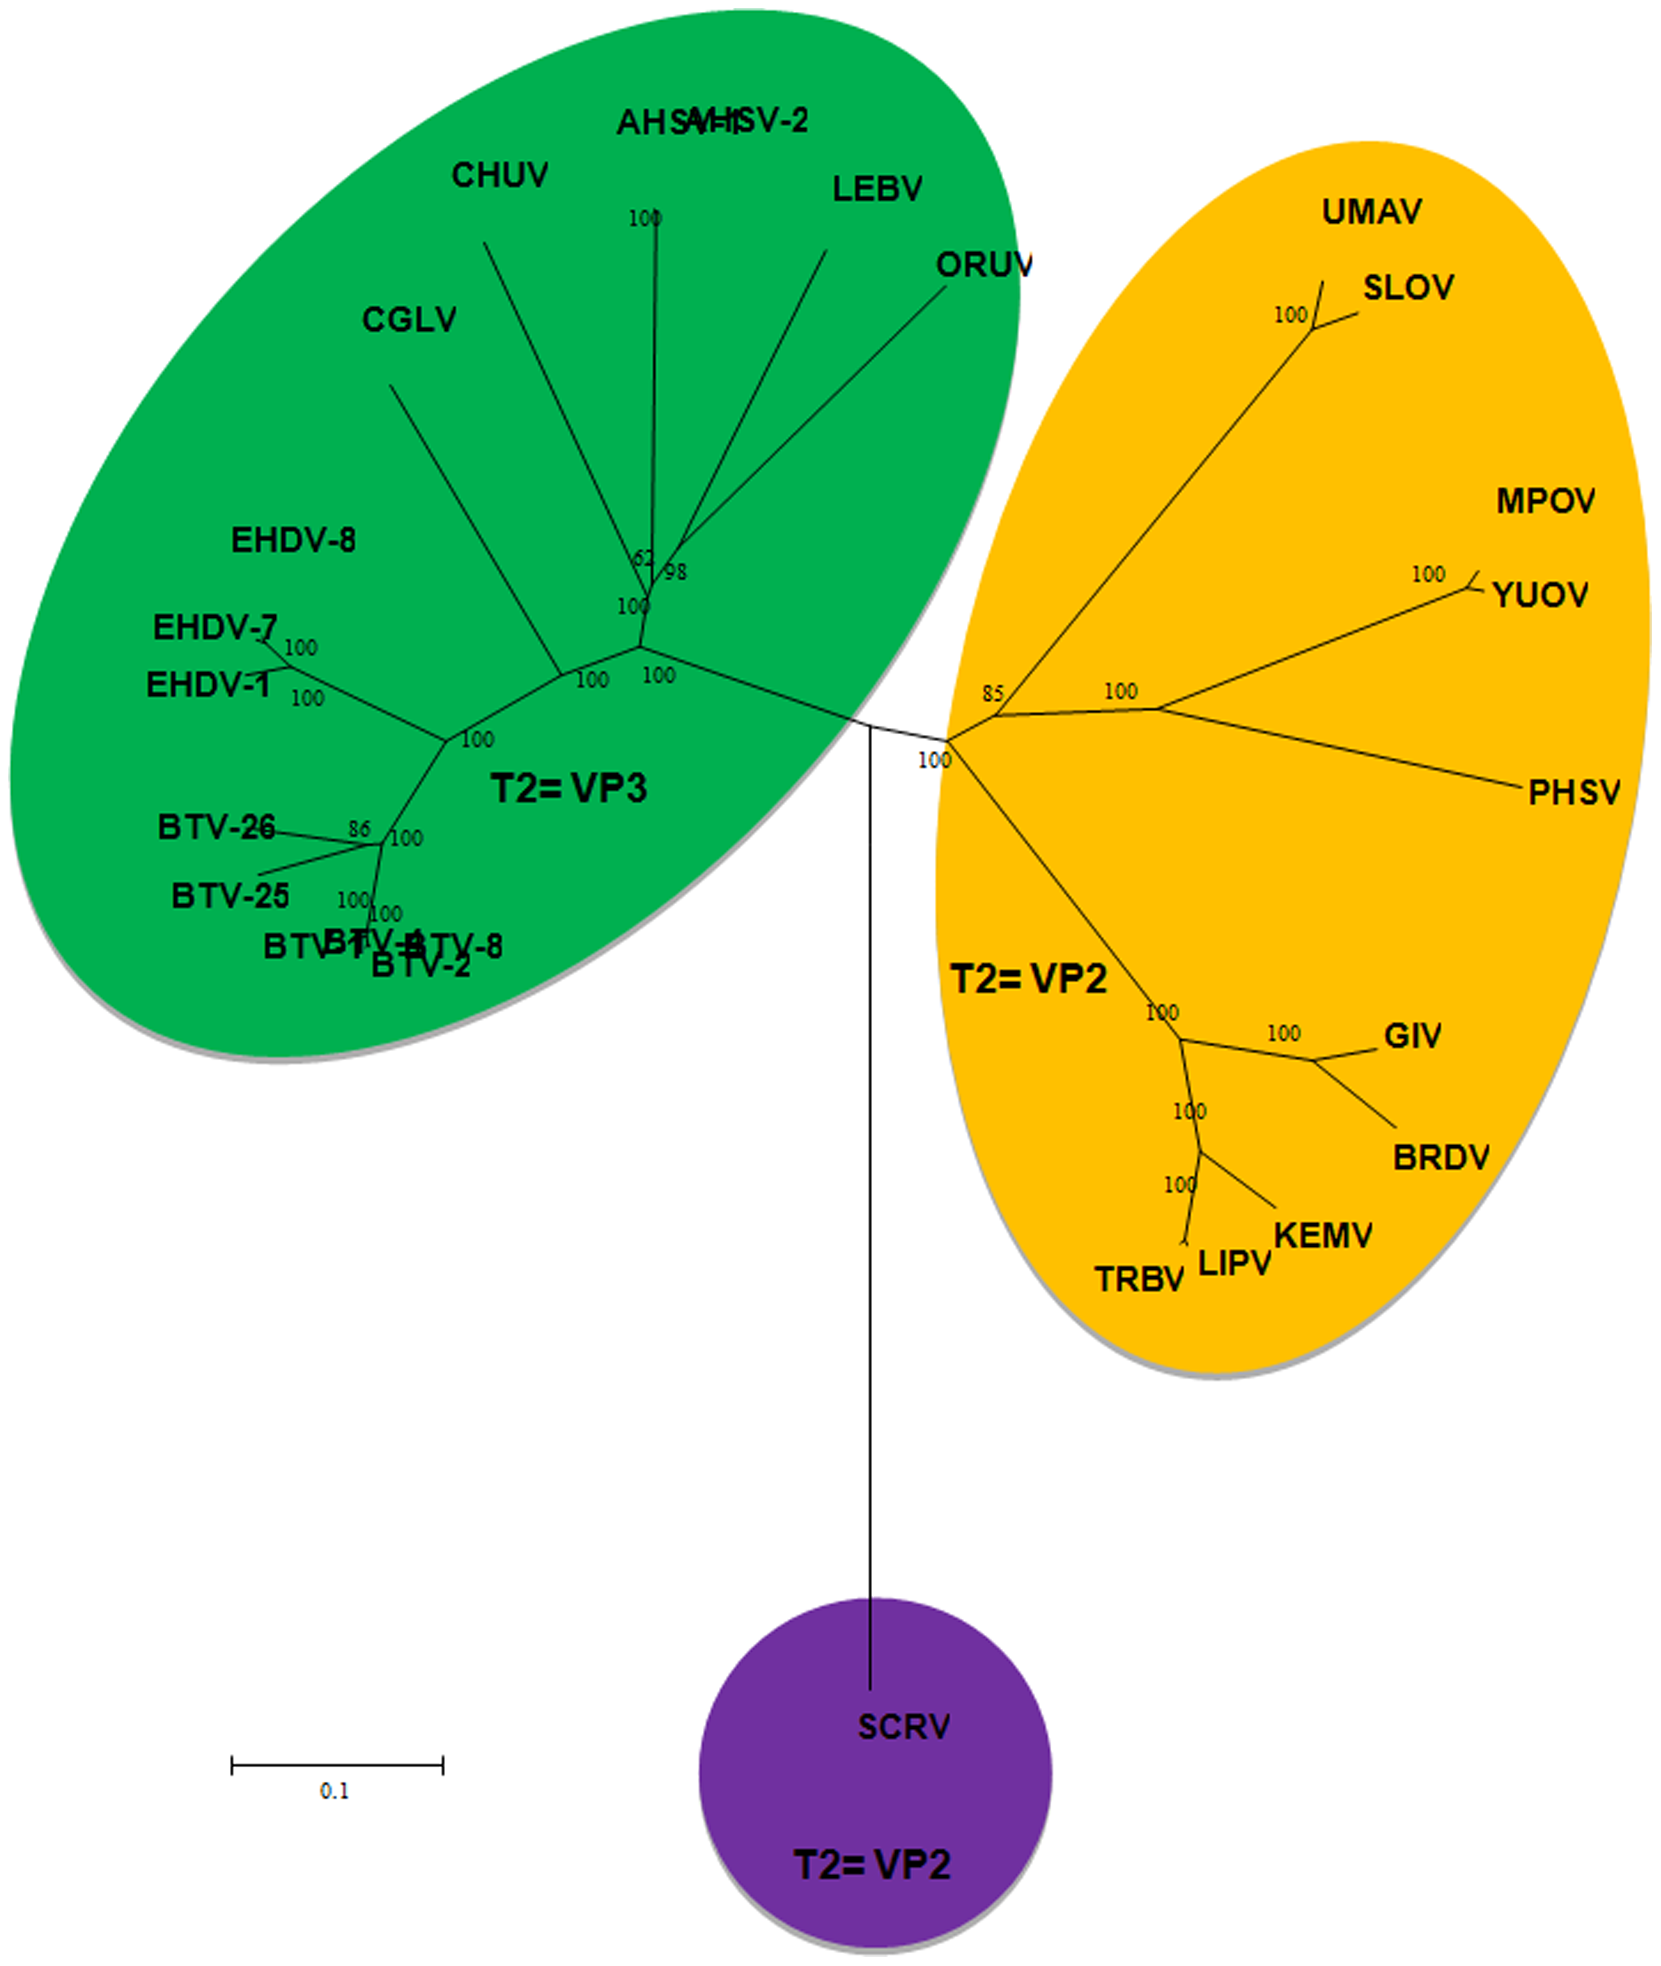 AHSV-1
AHSV-2
CHUV
LEBV
UMAV
100
ORUV
SLOV
100
CGLV
MPOV
EHDV-8
62
98
100
YUOV
100
EHDV-7
100
EHDV-1
100
100
100
100
85
100
100
T2= VP3
100
PHSV
BTV-26
86
100
BTV-25
100
100
BTV-1
BTV-4
BTV-8
BTV-2
T2= VP2
100
100
GIV
100
BRDV
100
KEMV
LIPV
TRBV
SCRV
0.1
T2= VP2